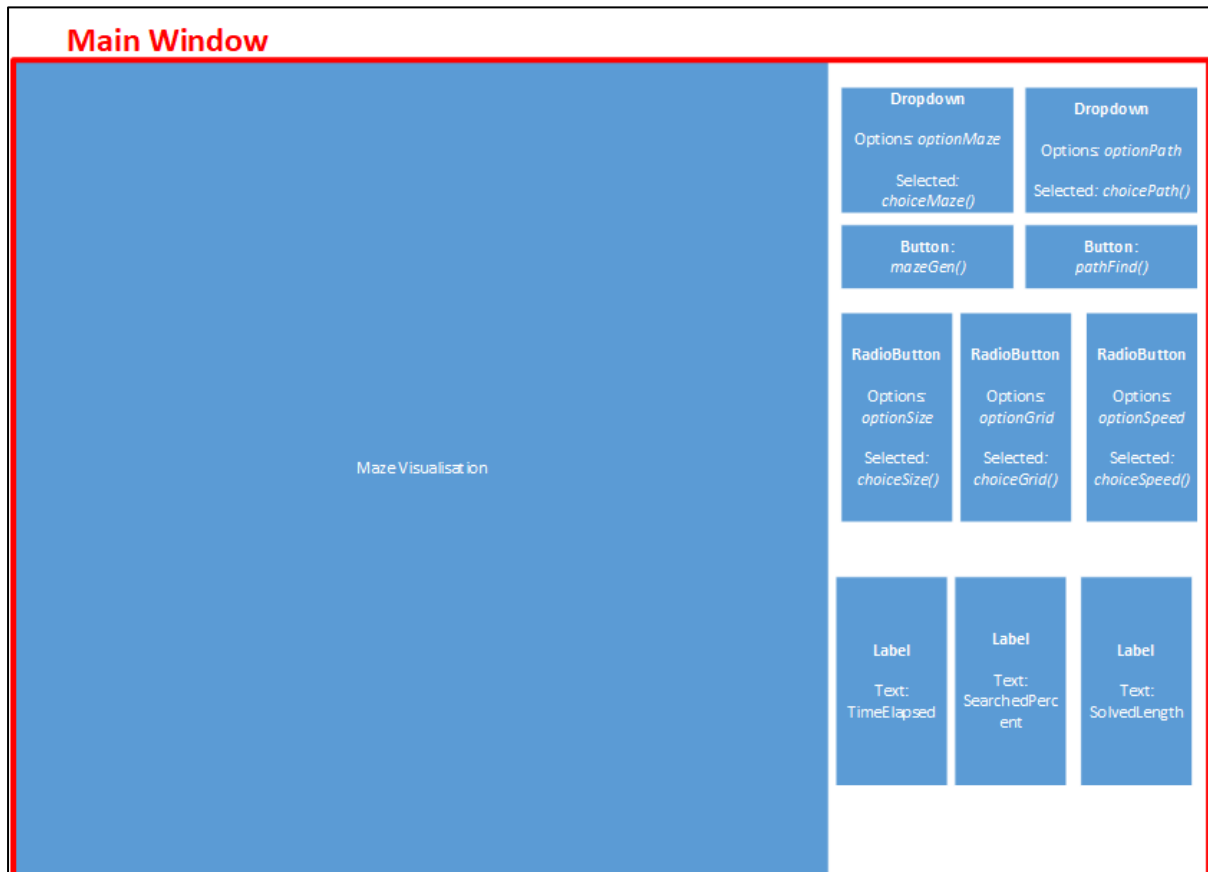 Main Window
Dropdown
Options: optionMaze
Selected:
choiceMaze()
Dropdown
Options: optionPath
Selected: choicePath()
Button:
mazeGen()
Button:
pathFind()
RadioButton
Options:
optionSize
Selected:
choiceSize()
RadioButton
Options:
optionGrid
Selected:
choiceGrid()
RadioButton
Options:
optionSpeed
Selected:
choiceSpeed()
Maze Visualisation
Label
Text:
TimeElapsed
Label
Text:
SearchedPerc
ent
Label
Text:
SolvedLength